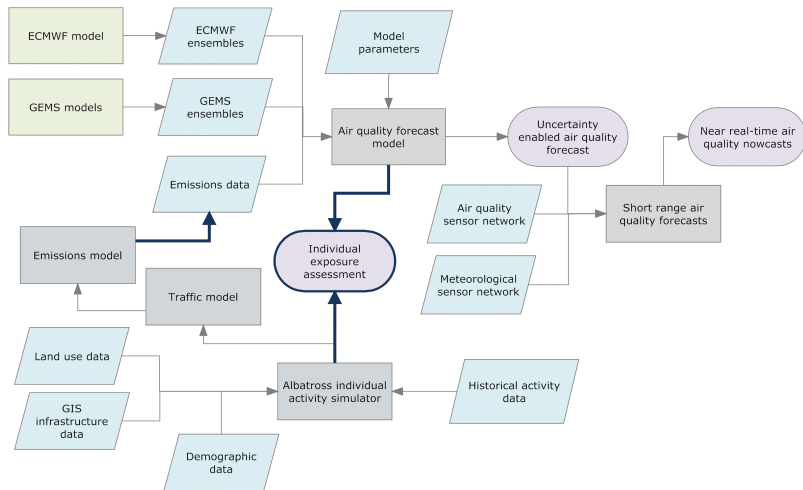 ECMWF model
ECMWF
ensembles
Model
parameters
GEMS models
GEMS
ensembles
Air quality forecast
model
Uncertainty
enabled air quality
forecast
Near real-time air
quality nowcasts
Emissions data
Air quality
sensor network
Short range air
quality forecasts
Emissions model
Individual
exposure
assessment
Meteorological
sensor network
Traffic model
Land use data
Albatross individual
activity simulator
Historical activity
data
GIS
infrastructure
data
Demographic
data